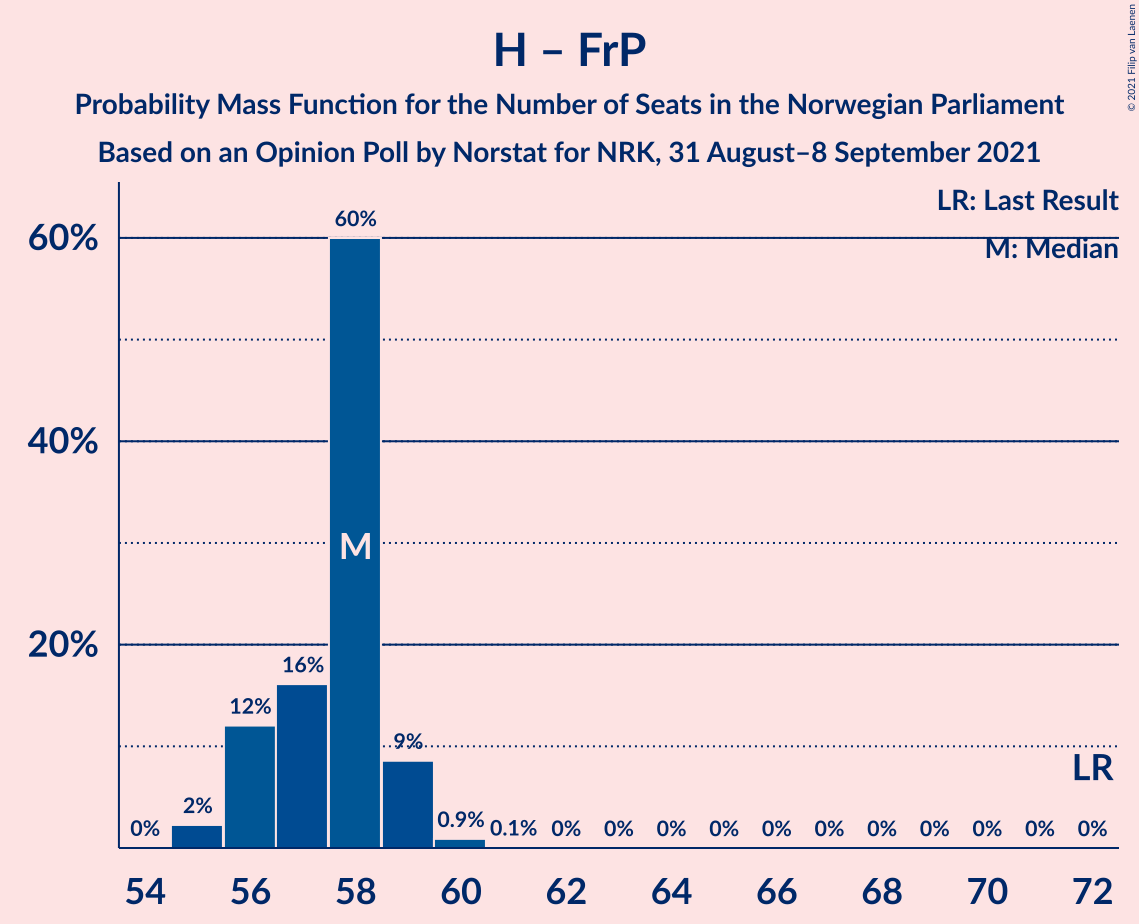 H – FrP
Probability Mass Function for the Number of Seats in the Norwegian Parliament
Based on an Opinion Poll by Norstat for NRK, 31 August–8 September 2021
© 2021 Filip van Laenen
LR: Last Result
M: Median
60%
40%
20%
0% 2% 12% 16% 60% 9% 0.9% 0.1% 0% 0% 0% 0% 0% 0% 0% 0% 0% 0% 0%
M
LR
54 56 58 60 62 64 66 68 70 72